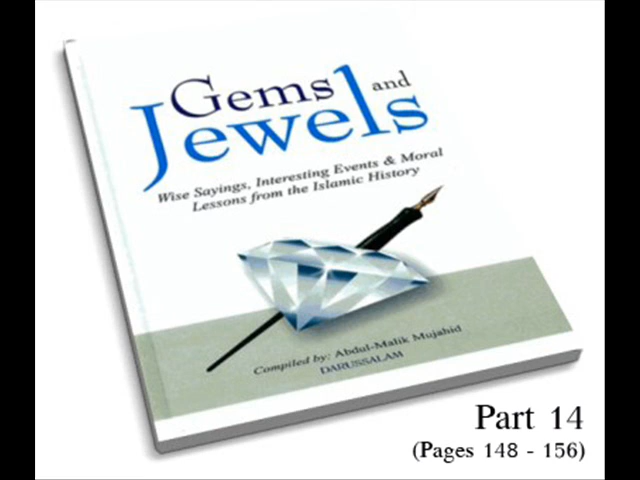 Gems and
Jewels
Wise Sayings, Interesting Events & Moral
Lessons from the Islamic History
Compiled by: Abdul-Malik Mujahid
DARUSSALAM
Part 14
(Pages 148 - 156)